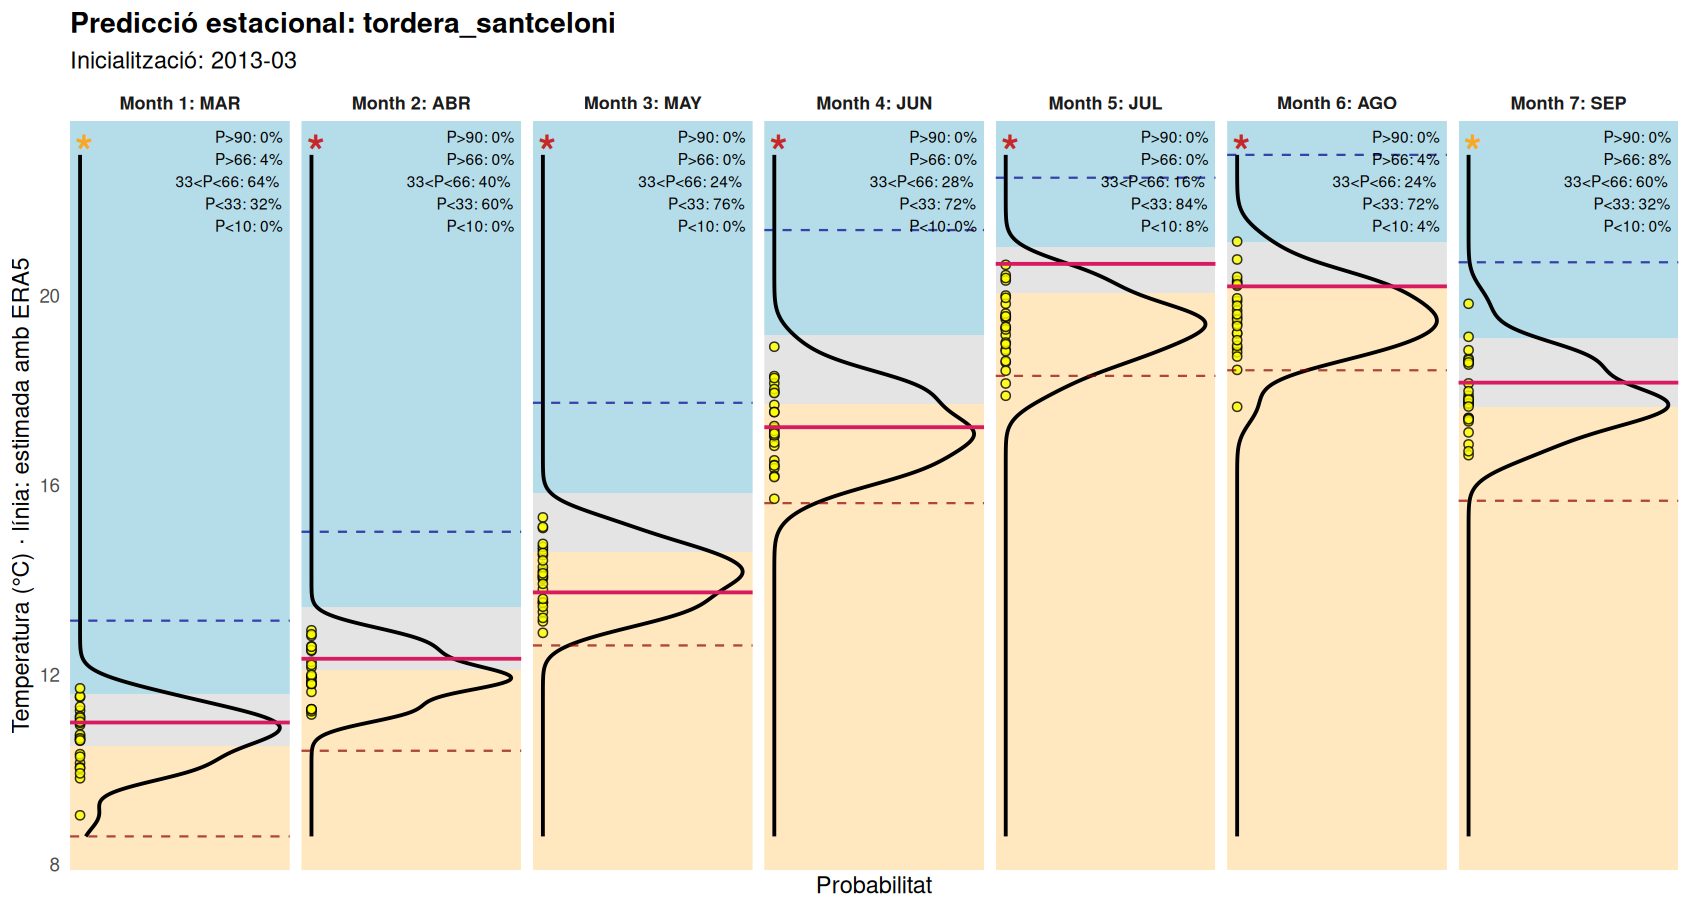 Predicció estacional: tordera_santceloni
Inicialització: 2013-03
Month 1: MAR
Month 2: ABR
Month 3: MAY
Month 4: JUN
Month 5: JUL
Month 6: AGO
Month 7: SEP
*
P>90: 0%
P>66: 4%
33<P<66: 64%
P<33: 32%
P<10: 0%
*
P>90: 0%
P>66: 0%
33<P<66: 40%
P<33: 60%
P<10: 0%
*
P>90: 0%
P>66: 0%
33<P<66: 24%
P<33: 76%
P<10: 0%
*
P>90: 0%
P>66: 0%
33<P<66: 28%
P<33: 72%
P<10: 0%
*
P>90: 0%
P>66: 0%
33<P<66: 16%
P<33: 84%
P<10: 8%
*
P>90: 0%
P>66: 4%
33<P<66: 24%
P<33: 72%
P<10: 4%
*
P>90: 0%
P>66: 8%
33<P<66: 60%
P<33: 32%
P<10: 0%
Temperatura (°C) · línia: estimada amb ERA5
20
16
12
8
Probabilitat